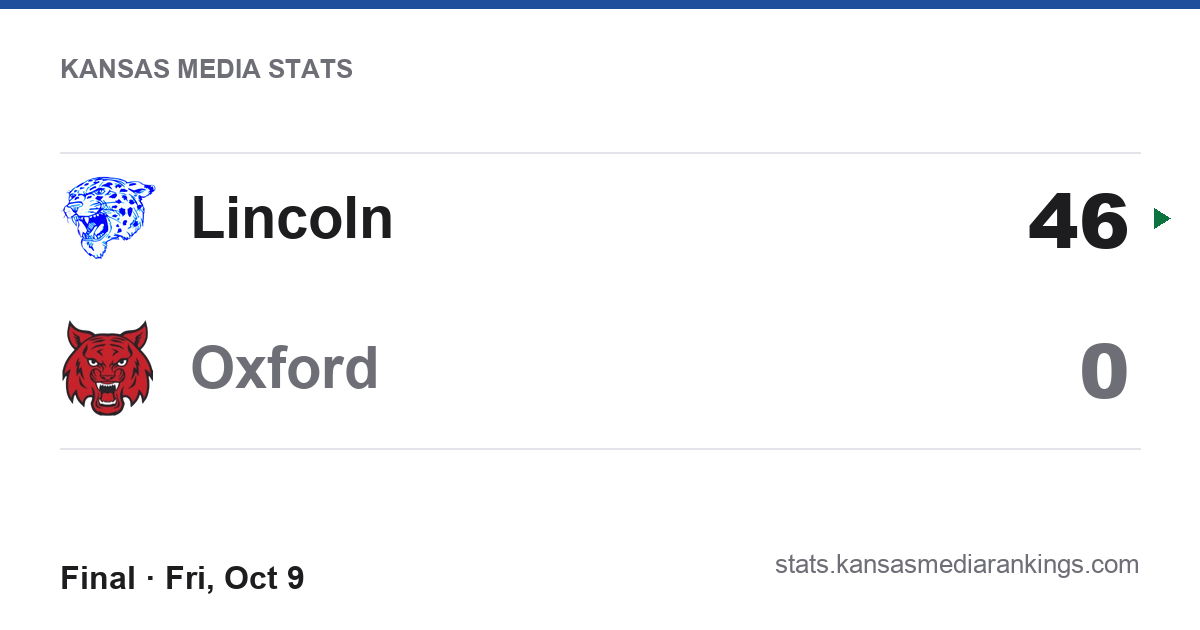 KANSAS MEDIA STATS
Lincoln 46
Oxford 0
Final · Fri, Oct 9
stats.kansasmediarankings.com